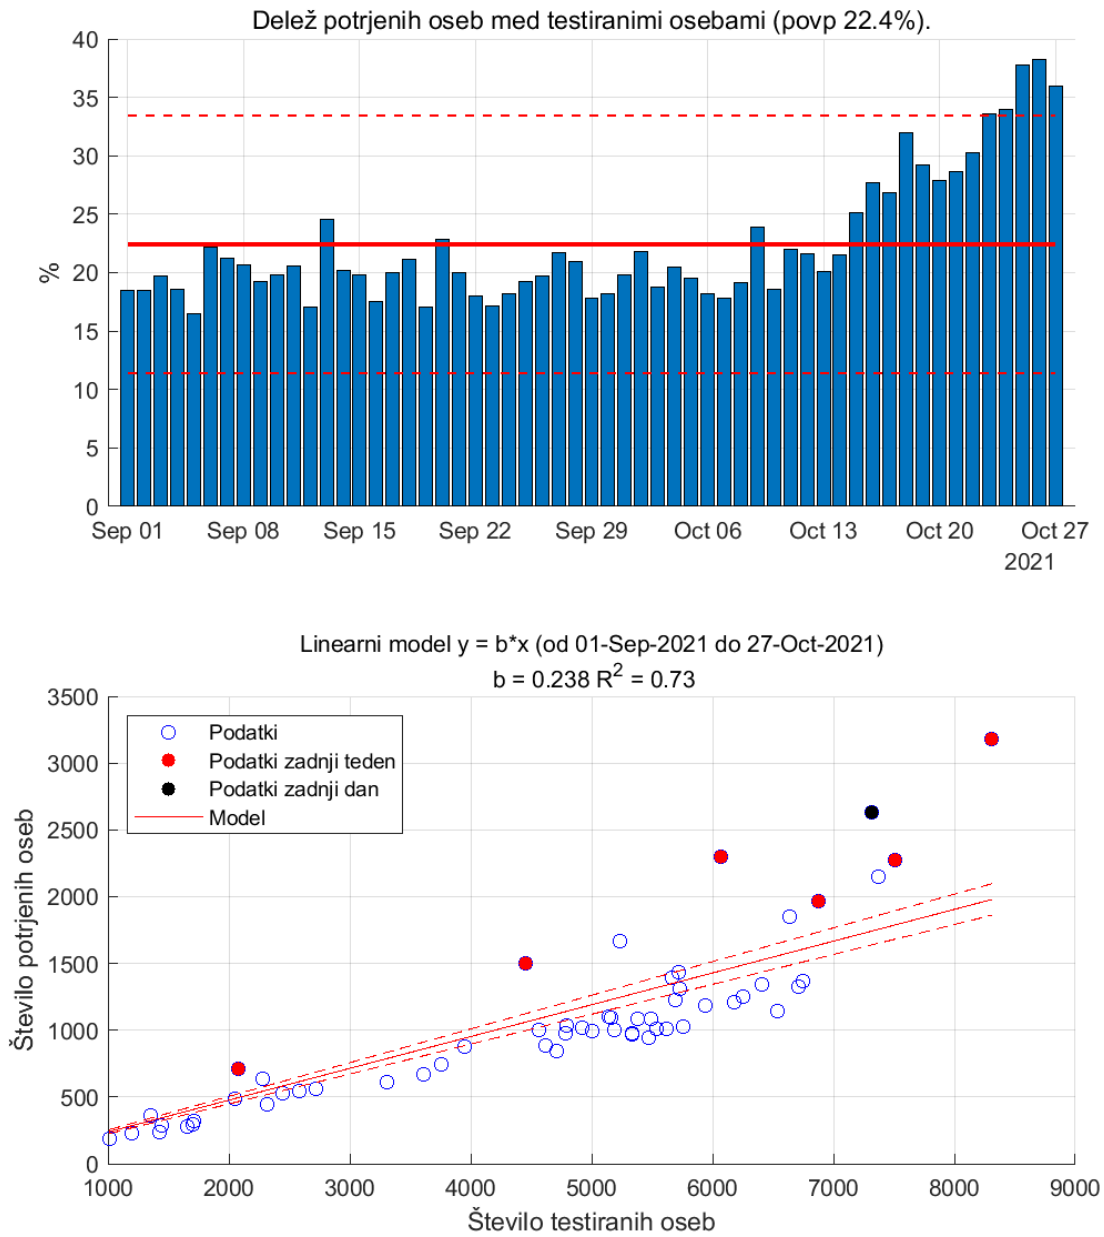 Delež potrjenih oseb med testiranimi osebami (povp 22.4%).
40
35
30
25
20
15
10
5
0
%
Sep 01 Sep 08 Sep 15 Sep 22 Sep 29 Oct 06 Oct 13 Oct 20 Oct 27
2021
Linearni model y = b*x (od 01-Sep-2021 do 27-Oct-2021)
b = 0.238 R² = 0.73
3500
3000
2500
2000
1500
1000
500
0
Število potrjenih oseb
Podatki
Podatki zadnji teden
Podatki zadnji dan
Model
1000 2000 3000 4000 5000 6000 7000 8000 9000
Število testiranih oseb